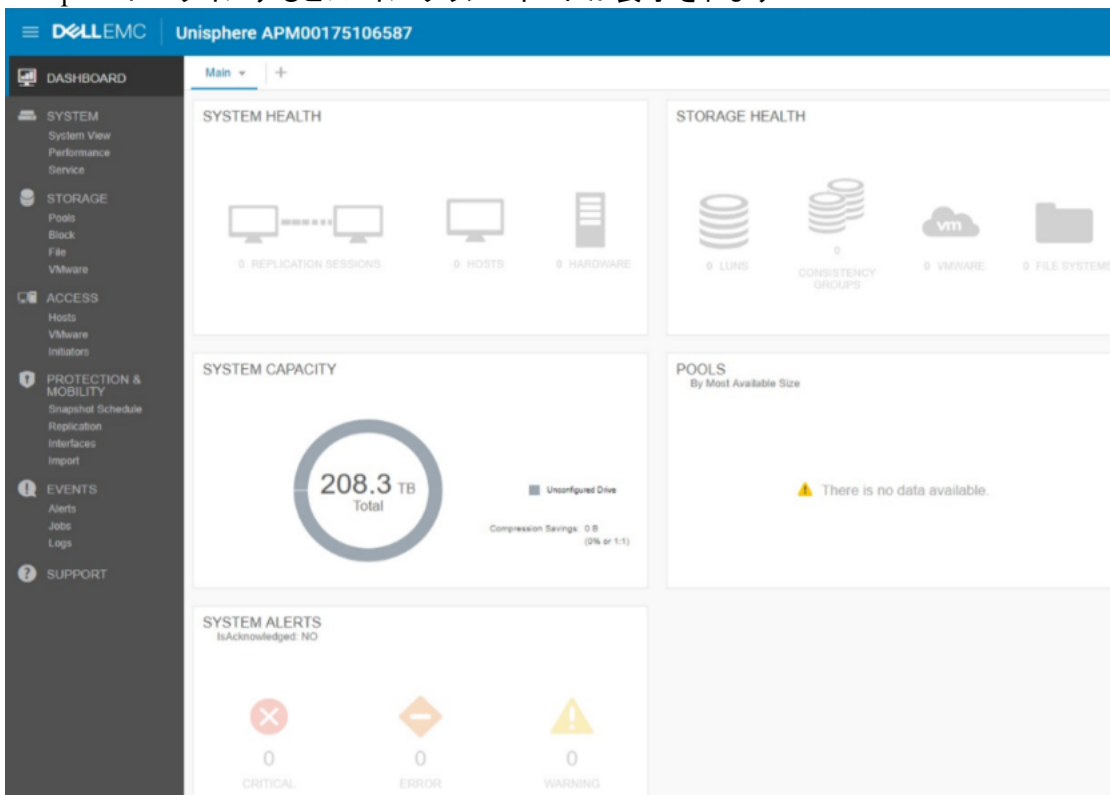 DELLEMC
Unisphere APM00175106587
DASHBOARD
SYSTEM
System View
Performance
Service
STORAGE
Pools
Block
File
VMware
ACCESS
Hosts
VMware
Initiators
PROTECTION &
MOBILITY
Snapshot Schedule
Replication
Interfaces
Import
EVENTS
Alerts
Jobs
Logs
SUPPORT
Main
SYSTEM HEALTH
0 REPLICATION SESSIONS
0 HOSTS
0 HARDWARE
STORAGE HEALTH
0 LUNS
0
CONSISTENCY
GROUPS
vm
0 VMWARE
0 FILE SYSTEMS
SYSTEM CAPACITY
208.3 TB
Total
Unconfigured Drive
Compression Savings: 0 B
(0% or 1:1)
POOLS
By Most Available Size
There is no data available.
SYSTEM ALERTS
IsAcknowledged: NO
0
CRITICAL
0
ERROR
0
WARNING